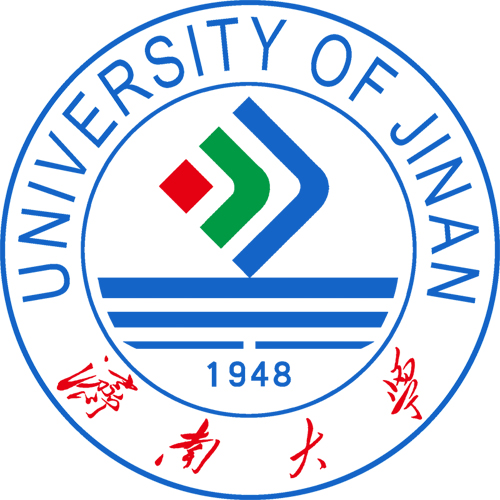 UNIVERSITY OF JINAN
1948
濟南大學